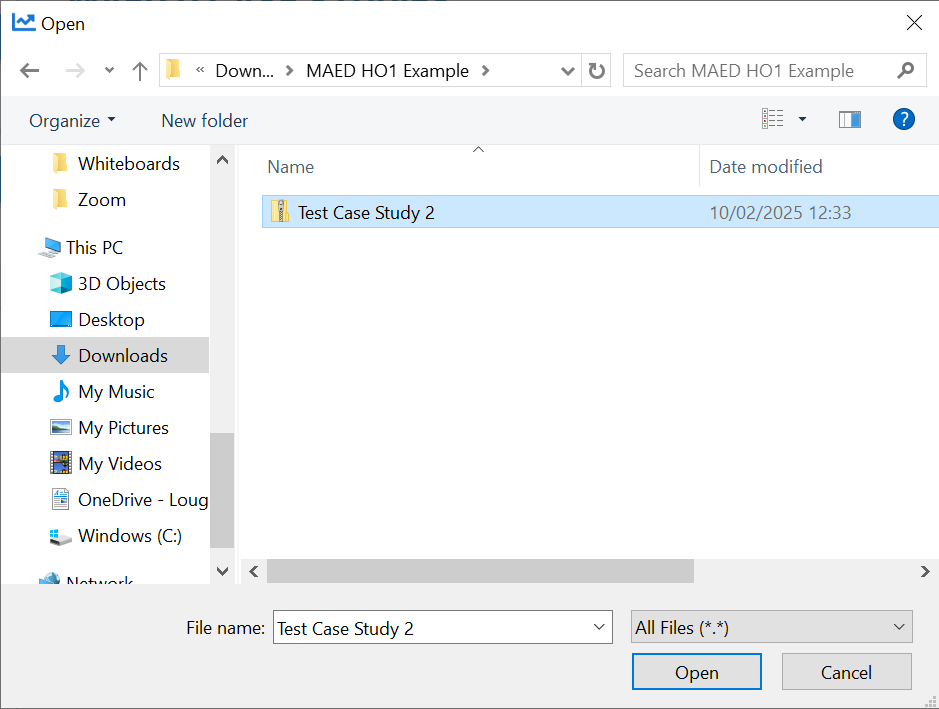 Open
« Down... > MAED HO1 Example >
Search MAED HO1 Example
Organize
New folder
?
Whiteboards
Zoom
This PC
3D Objects
Desktop
Downloads
My Music
My Pictures
My Videos
OneDrive - Loug
Windows (C:)
Network
Name
Date modified
Test Case Study 2
10/02/2025 12:33
File name:
Test Case Study 2
All Files (*.*)
Open
Cancel